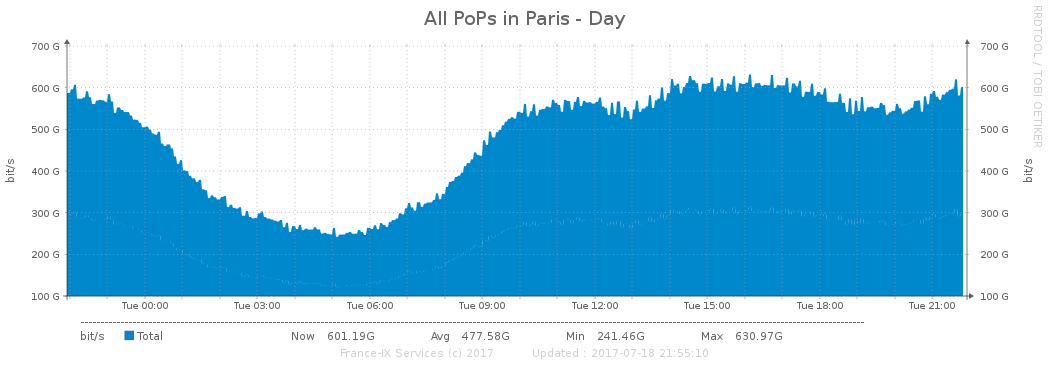 All PoPs in Paris - Day
RRDTOOL / TOBI OETIKER
bit/s
700 G
600 G
500 G
400 G
300 G
200 G
100 G
700 G
600 G
500 G
400 G
300 G
200 G
100 G
bit/s
Tue 00:00 Tue 03:00 Tue 06:00 Tue 09:00 Tue 12:00 Tue 15:00 Tue 18:00 Tue 21:00
bit/s Total Now 601.19G Avg 477.58G Min 241.46G Max 630.97G
France-IX Services (c) 2017 Updated : 2017-07-18 21:55:10